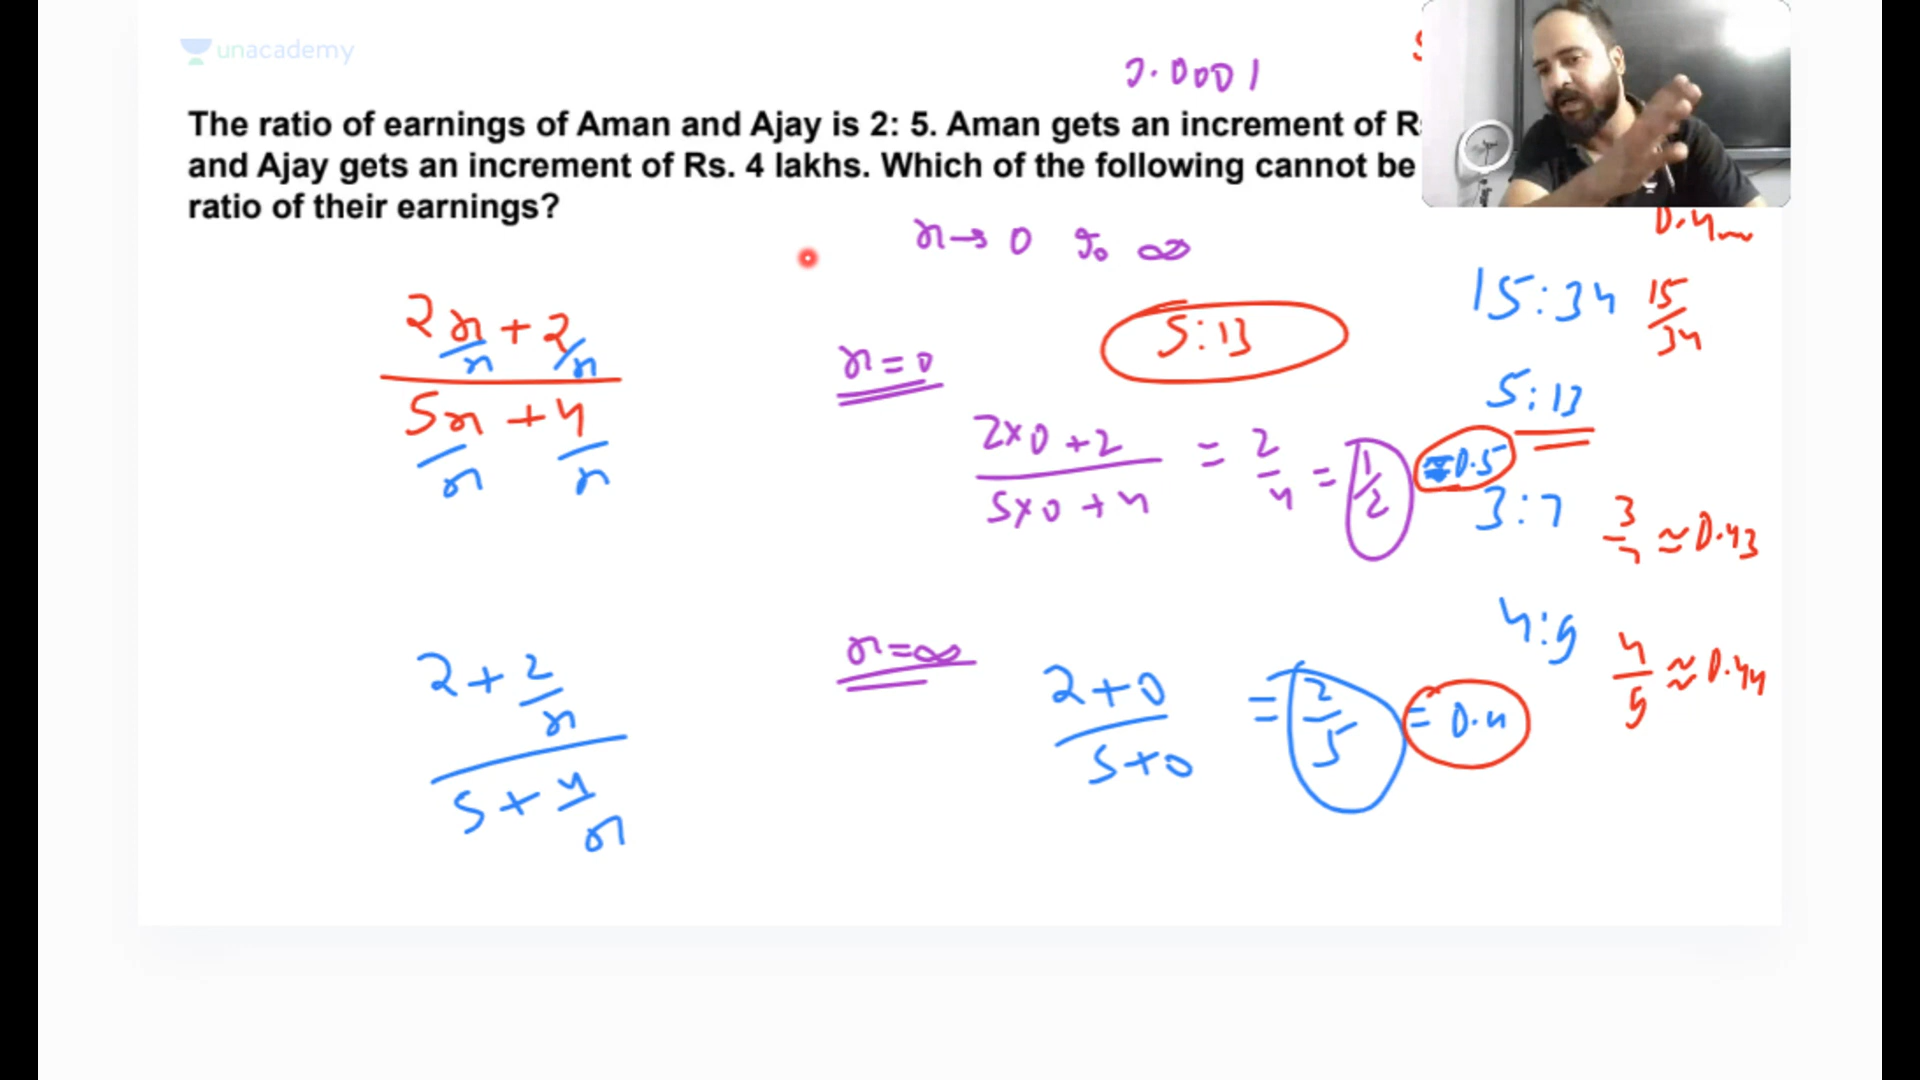 unacademy
0.0001
The ratio of earnings of Aman and Ajay is 2: 5. Aman gets an increment of
and Ajay gets an increment of Rs. 4 lakhs. Which of the following cannot be
ratio of their earnings?
0.4
x → 0 to ∞
15:34 15/34
5:13
2x/x + 2/x
5x/x + 4/x
x = 0
5:13
(2×0+2)/(5×0+4) = 2/4 = 1/2 ≈ 0.5
3:7 3/7 ≈ 0.43
4:9 4/9 ≈ 0.44
x = ∞
2 + 2/x
5 + 4/x
(2+0)/(5+0) = 2/5 = 0.4